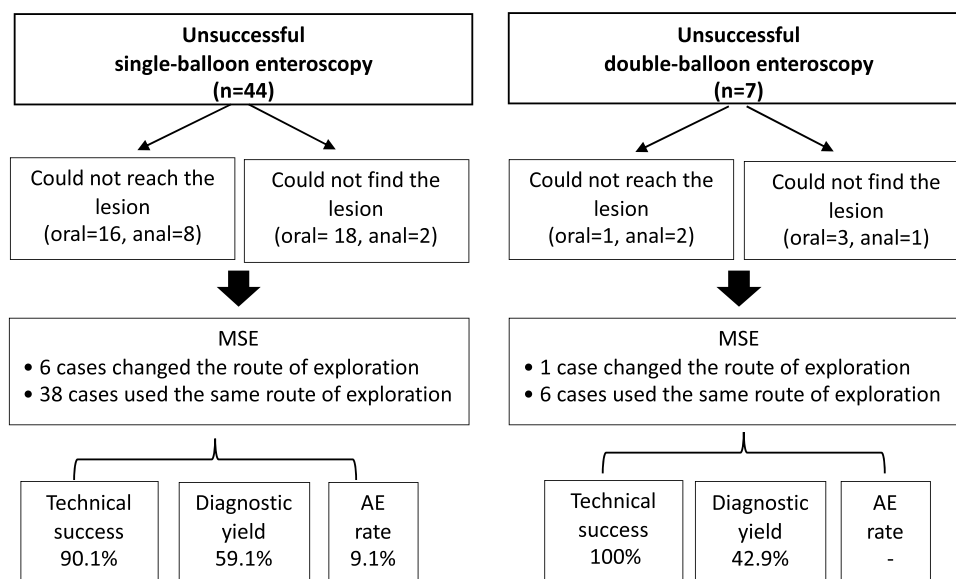 Unsuccessful
single-balloon enteroscopy
(n=44)
Could not reach the
lesion
(oral=16, anal=8)
Could not find the
lesion
(oral= 18, anal=2)
MSE
• 6 cases changed the route of exploration
• 38 cases used the same route of exploration
Technical
success
90.1%
Diagnostic
yield
59.1%
AE
rate
9.1%
Unsuccessful
double-balloon enteroscopy
(n=7)
Could not reach the
lesion
(oral=1, anal=2)
Could not find the
lesion
(oral=3, anal=1)
MSE
• 1 case changed the route of exploration
• 6 cases used the same route of exploration
Technical
success
100%
Diagnostic
yield
42.9%
AE
rate
-